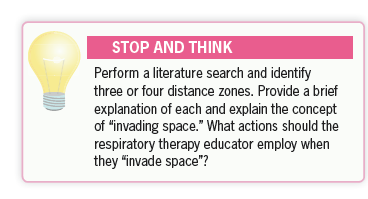 STOP AND THINK
Perform a literature search and identify
three or four distance zones. Provide a brief
explanation of each and explain the concept
of “invading space.” What actions should the
respiratory therapy educator employ when
they “invade space”?